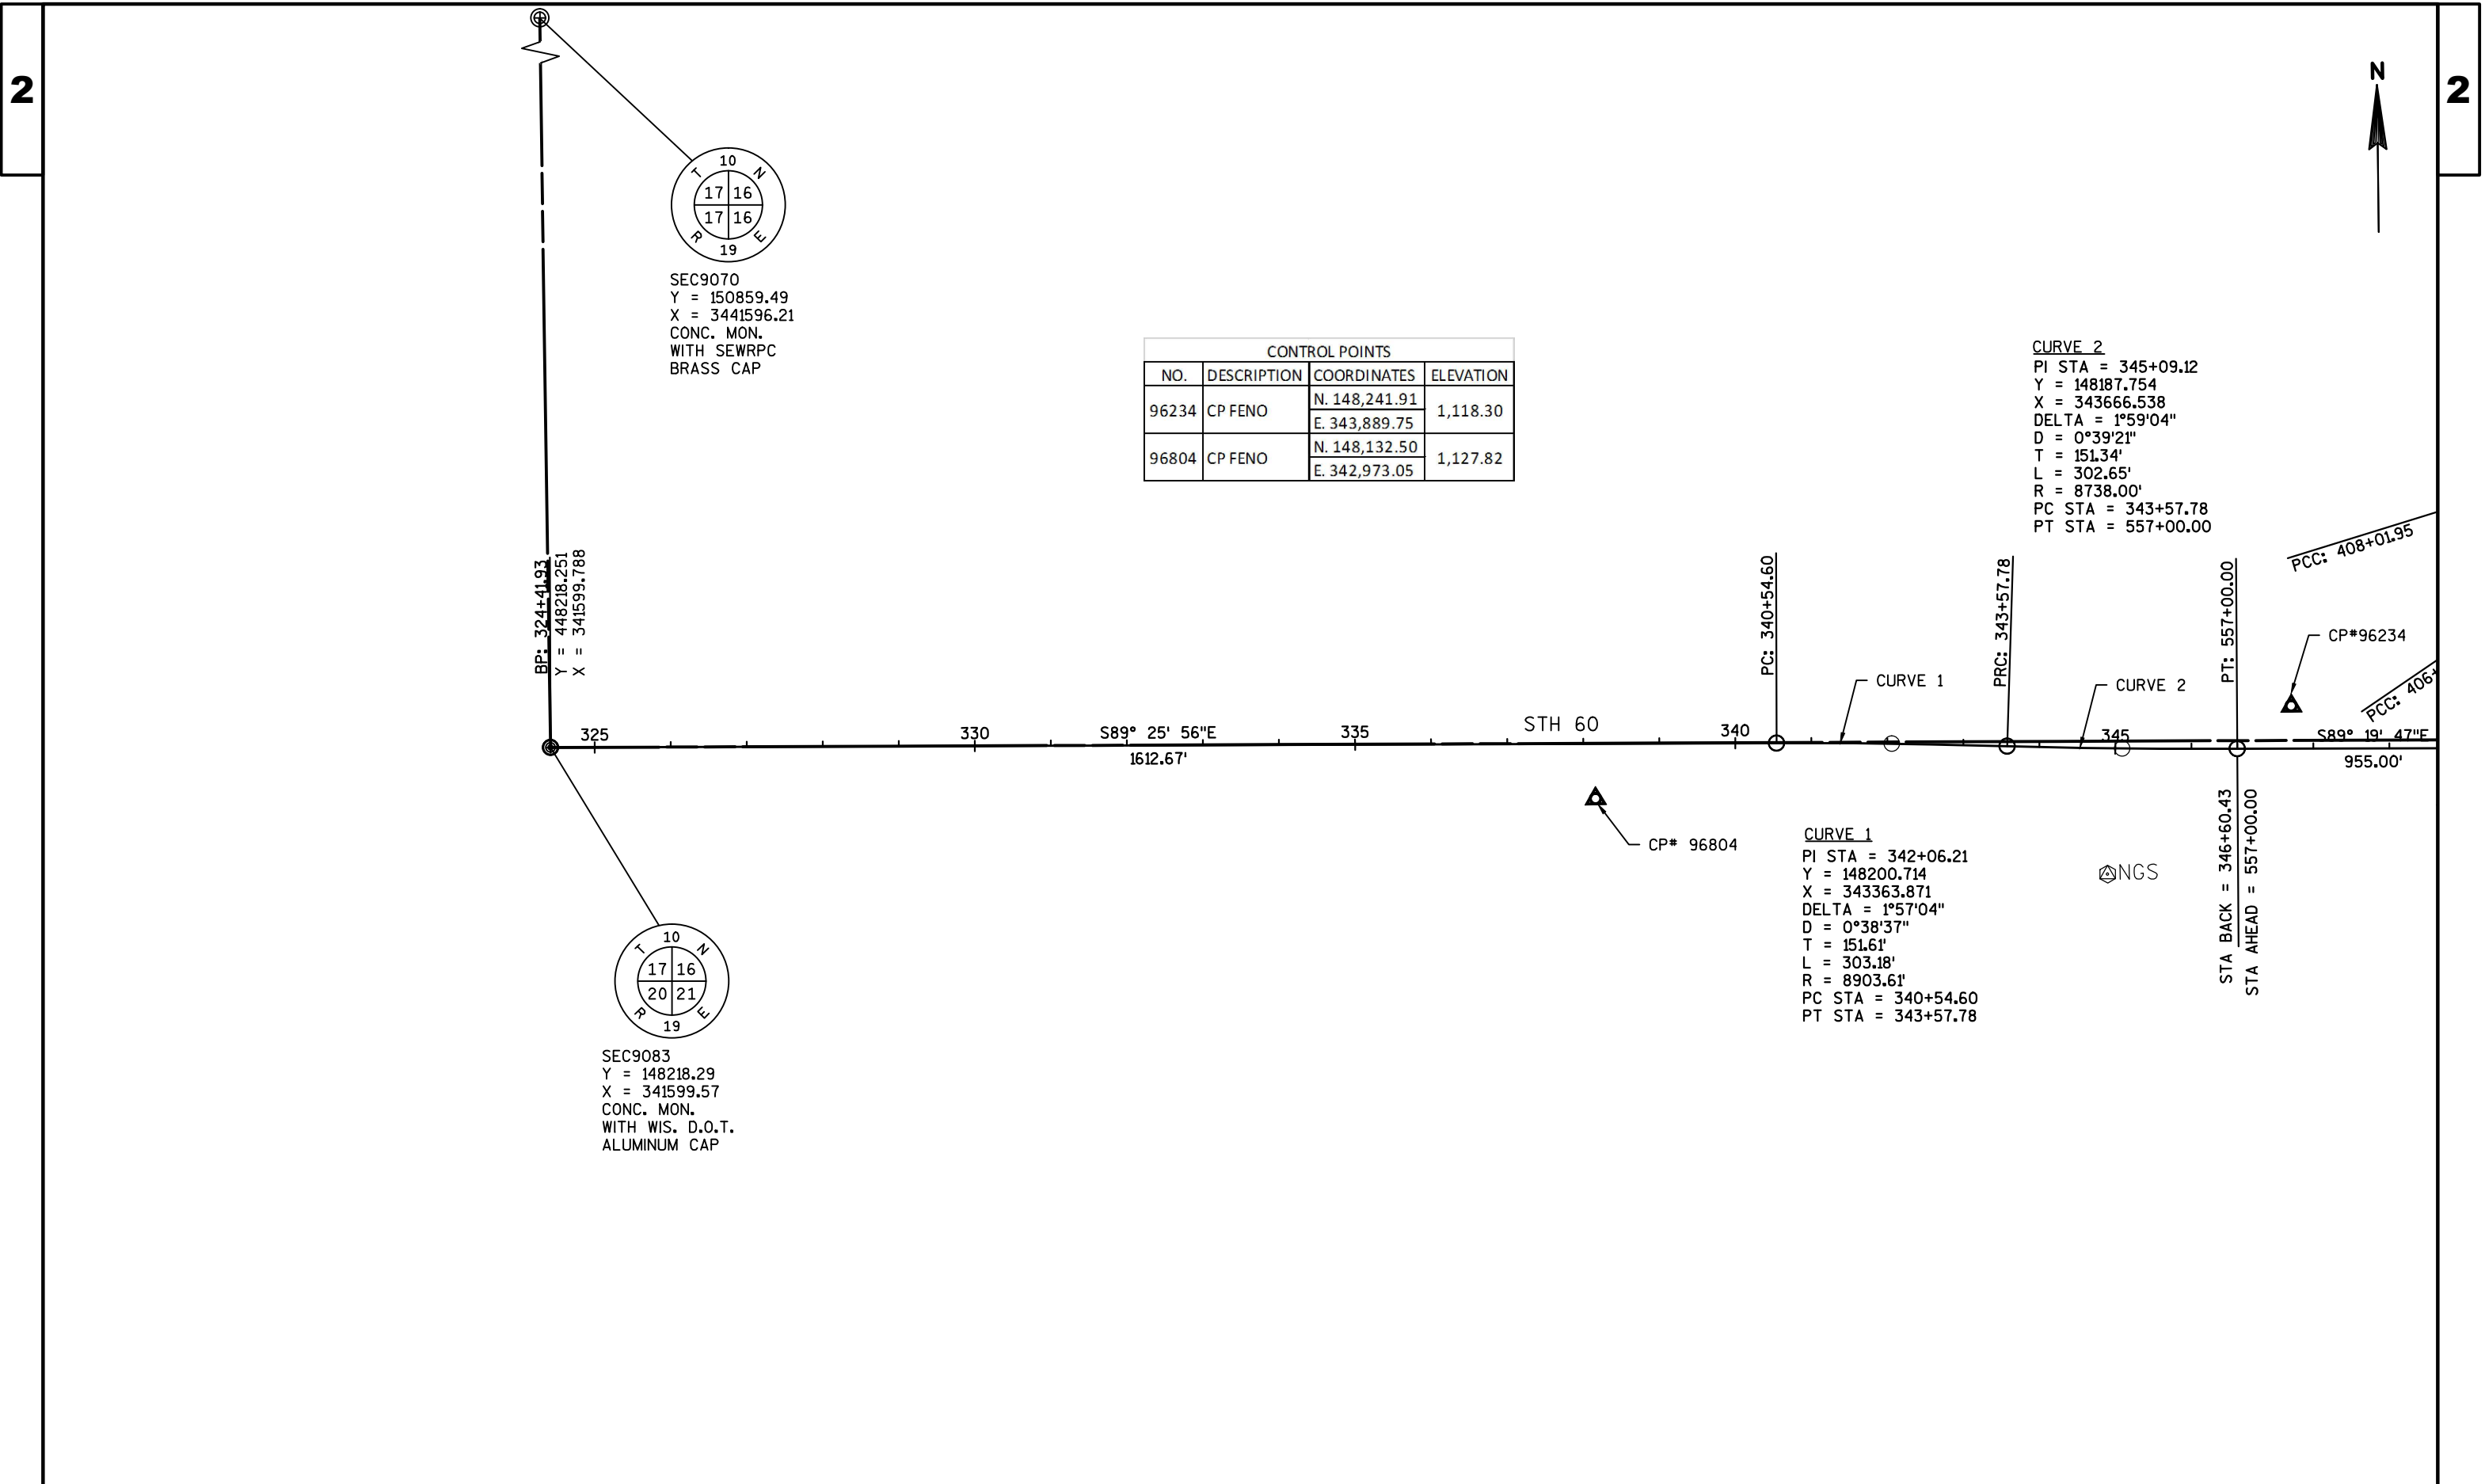 2
2
N
10
T N
17 16
17 16
R E
19
SEC9070
Y = 150859.49
X = 3441596.21
CONC. MON.
WITH SEWRPC
BRASS CAP
CONTROL POINTS
NO. DESCRIPTION COORDINATES ELEVATION
96234 CP FENO N. 148,241.91 1,118.30
E. 343,889.75
96804 CP FENO N. 148,132.50 1,127.82
E. 342,973.05
CURVE 2
PI STA = 345+09.12
Y = 148187.754
X = 343666.538
DELTA = 1°59'04"
D = 0°39'21"
T = 151.34'
L = 302.65'
R = 8738.00'
PC STA = 343+57.78
PT STA = 557+00.00
PCC: 408+01.95
BP: 324+41.93
Y = 448218.251
X = 341599.788
PC: 340+54.60
PRC: 343+57.78
PT: 557+00.00
CP#96234
PCC: 406+
CURVE 1
CURVE 2
325 330 S89° 25' 56"E 335 STH 60 340 345 S89° 19' 47"E
1612.67' 955.00'
CP# 96804
CURVE 1
PI STA = 342+06.21
Y = 148200.714
X = 343363.871
DELTA = 1°57'04"
D = 0°38'37"
T = 151.61'
L = 303.18'
R = 8903.61'
PC STA = 340+54.60
PT STA = 343+57.78
NGS
STA BACK = 346+60.43
STA AHEAD = 557+00.00
10
T N
17 16
20 21
R E
19
SEC9083
Y = 148218.29
X = 341599.57
CONC. MON.
WITH WIS. D.O.T.
ALUMINUM CAP